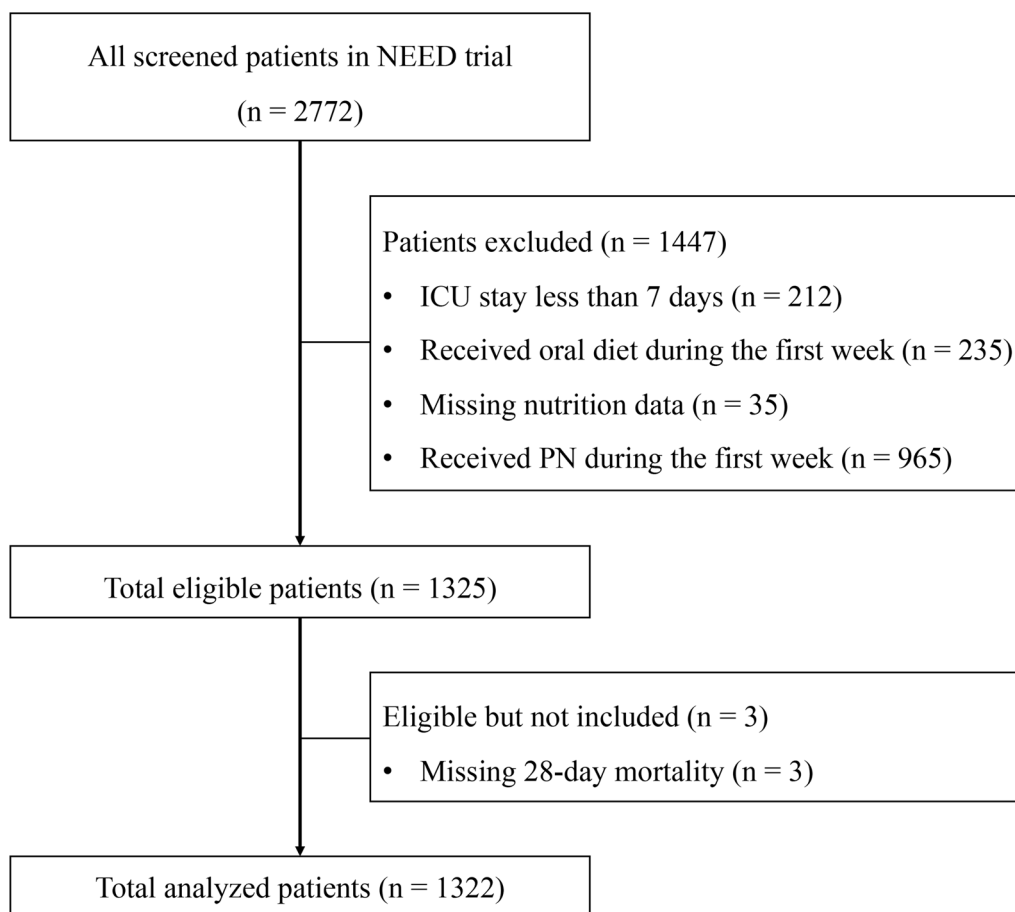 All screened patients in NEED trial
(n = 2772)
Patients excluded (n = 1447)
• ICU stay less than 7 days (n = 212)
• Received oral diet during the first week (n = 235)
• Missing nutrition data (n = 35)
• Received PN during the first week (n = 965)
Total eligible patients (n = 1325)
Eligible but not included (n = 3)
• Missing 28-day mortality (n = 3)
Total analyzed patients (n = 1322)